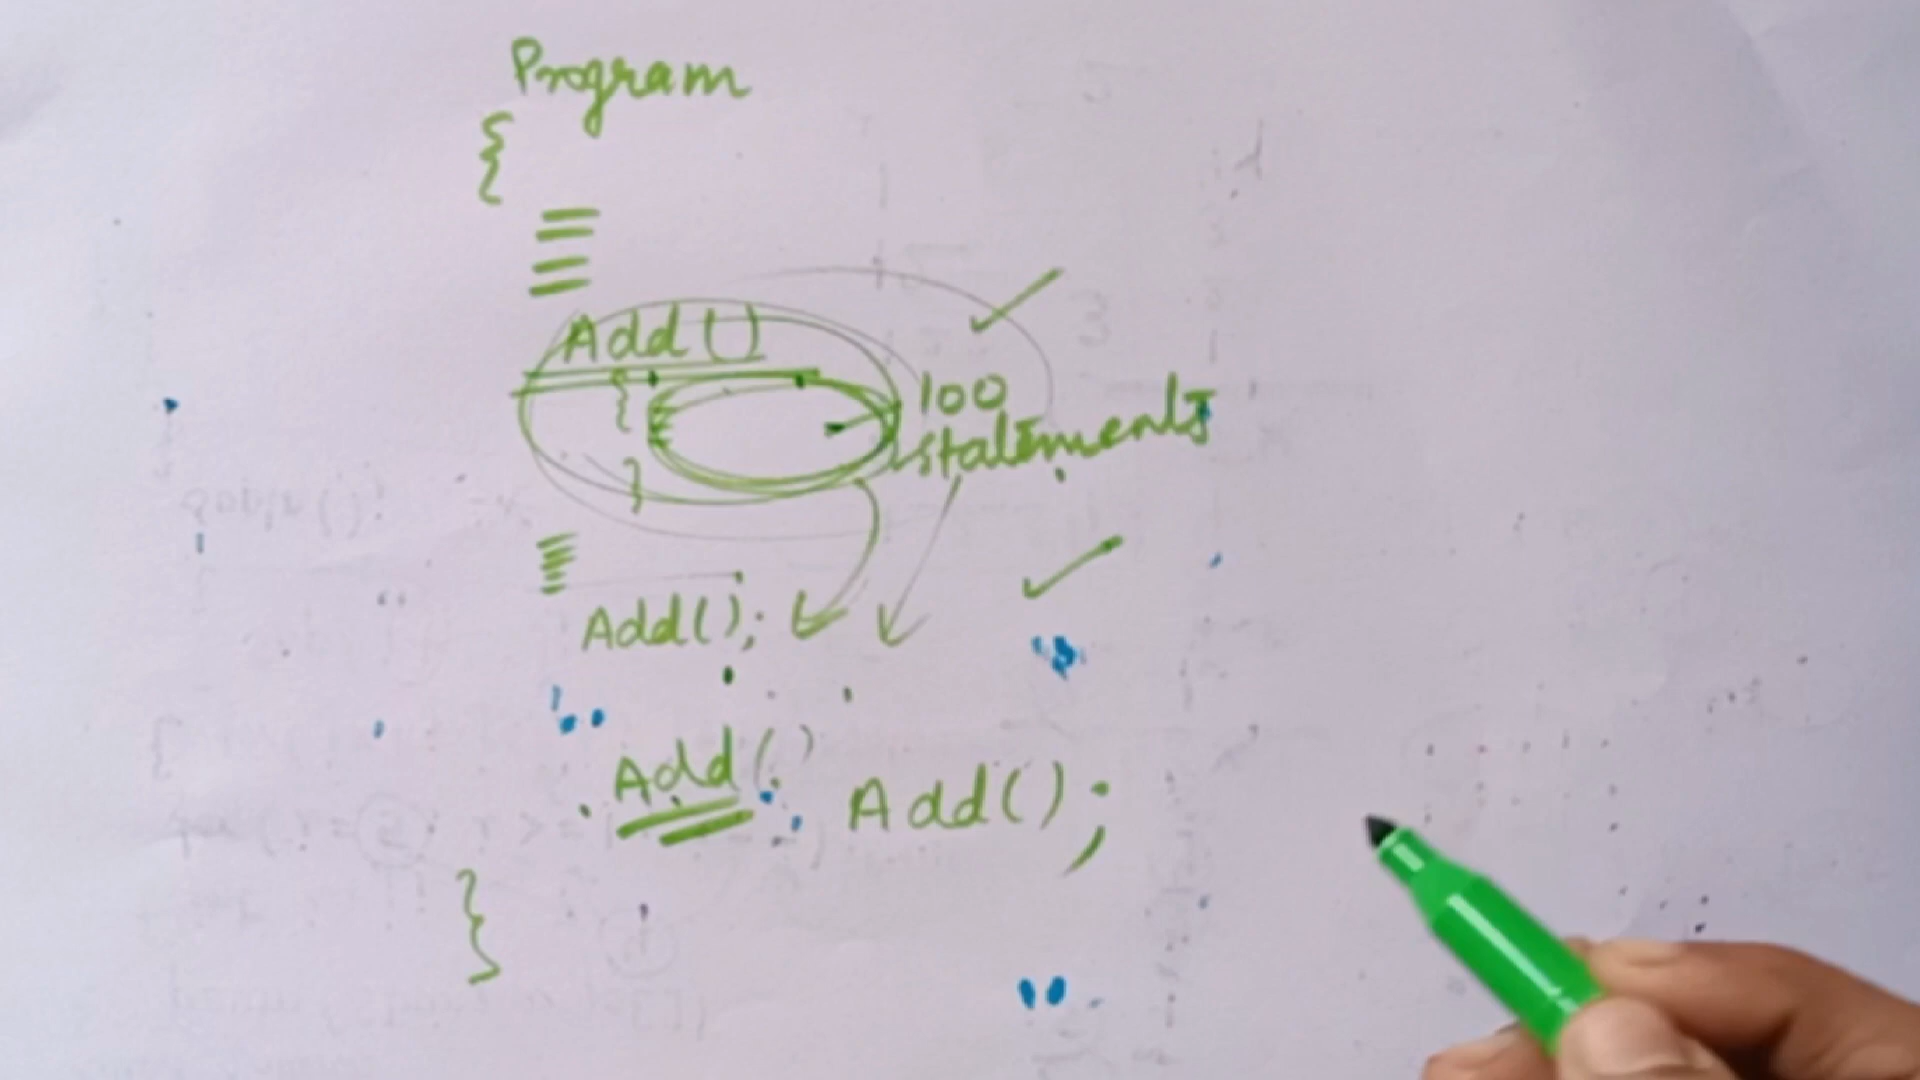 Program
{
Add()
{
100
statements
}
Add();
Add() Add();
}